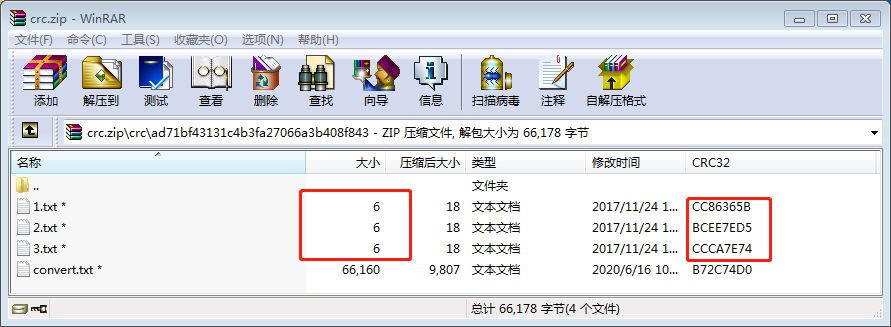 crc.zip - WinRAR
文件(F) 命令(C) 工具(S) 收藏夹(O) 选项(N) 帮助(H)
添加 解压到 测试 查看 删除 查找 向导 信息 扫描病毒 注释 自解压格式
crc.zip\crc\ad71bf43131c4b3fa27066a3b408f843 - ZIP 压缩文件, 解包大小为 66,178 字节
名称 大小 压缩后大小 类型 修改时间 CRC32
.. 文件夹
1.txt * 6 18 文本文档 2017/11/24 1... CC86365B
2.txt * 6 18 文本文档 2017/11/24 1... BCEE7ED5
3.txt * 6 18 文本文档 2017/11/24 1... CCCA7E74
convert.txt * 66,160 9,807 文本文档 2020/6/16 10... B72C74D0
总计 66,178 字节(4 个文件)